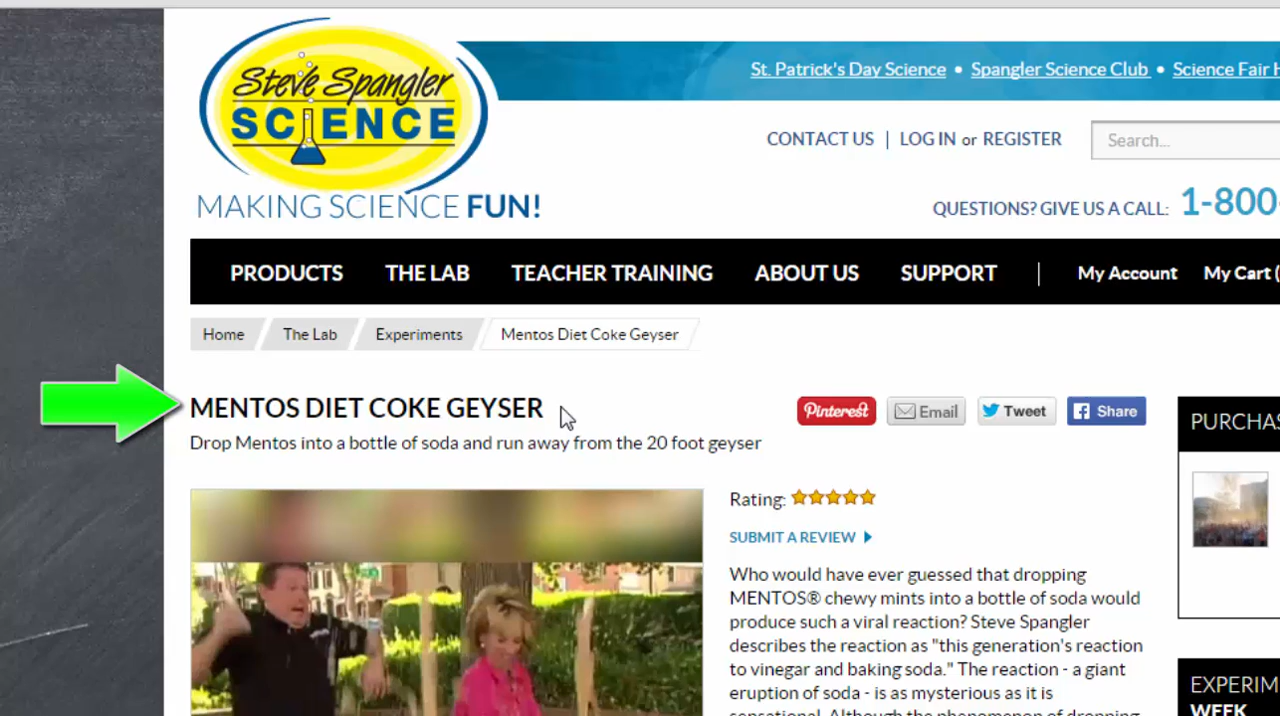 Steve Spangler
SCIENCE
MAKING SCIENCE FUN!
St. Patrick's Day Science • Spangler Science Club • Science Fair
CONTACT US | LOG IN or REGISTER
Search...
QUESTIONS? GIVE US A CALL: 1-800-
PRODUCTS THE LAB TEACHER TRAINING ABOUT US SUPPORT | My Account My Cart (
Home The Lab Experiments Mentos Diet Coke Geyser
MENTOS DIET COKE GEYSER
Pinterest Email Tweet Share
Drop Mentos into a bottle of soda and run away from the 20 foot geyser
Rating:
SUBMIT A REVIEW
Who would have ever guessed that dropping
MENTOS® chewy mints into a bottle of soda would
produce such a viral reaction? Steve Spangler
describes the reaction as "this generation's reaction
to vinegar and baking soda." The reaction - a giant
eruption of soda - is as mysterious as it is
sensational. Although the phenomenon of dropping
PURCHAS
EXPERIM
WEEK